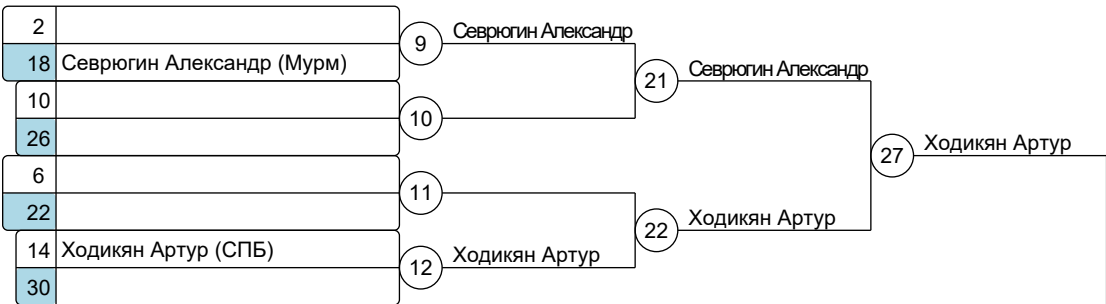 2
18 Севрюгин Александр (Мурм)
9 Севрюгин Александр
10
26
10
21 Севрюгин Александр
6
22
11
14 Ходикян Артур (СПБ)
30
12 Ходикян Артур
22 Ходикян Артур
27 Ходикян Артур